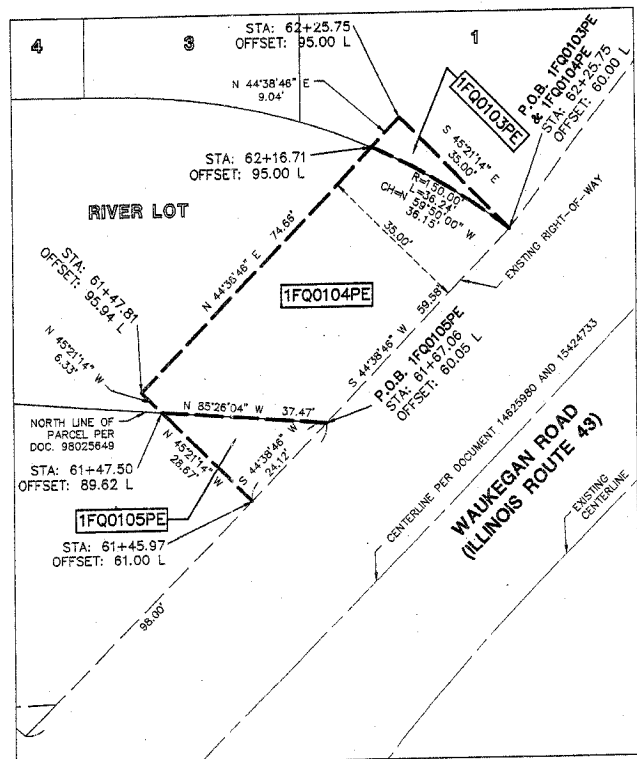 4
3
1
STA: 62+25.75
OFFSET: 95.00 L
N 44°38'46" E
9.04'
1FQ0103PE
P.O.B. 1FQ0103PE
& 1FQ0104PE
STA: 62+25.75
OFFSET: 60.00 L
S 45°21'14" E
35.00'
STA: 62+16.71
OFFSET: 95.00 L
R=150.00'
L=36.24'
CH=N 59°50'00" W
36.15'
RIVER LOT
N 44°36'46" E 74.66'
35.00'
EXISTING RIGHT-OF-WAY
STA: 61+47.81
OFFSET: 95.94 L
1FQ0104PE
S 44°38'46" W 59.58'
N 45°21'14" W
6.33'
P.O.B. 1FQ0105PE
STA: 61+67.06
OFFSET: 60.05 L
N 85°26'04" W 37.47'
NORTH LINE OF
PARCEL PER
DOC. 98025649
N 45°21'14" W
28.67'
S 44°38'46" W
24.12'
STA: 61+47.50
OFFSET: 89.62 L
1FQ0105PE
STA: 61+45.97
OFFSET: 61.00 L
CENTERLINE PER DOCUMENT 14625980 AND 15424733
WAUKEGAN ROAD
(ILLINOIS ROUTE 43)
EXISTING
CENTERLINE
98.00'